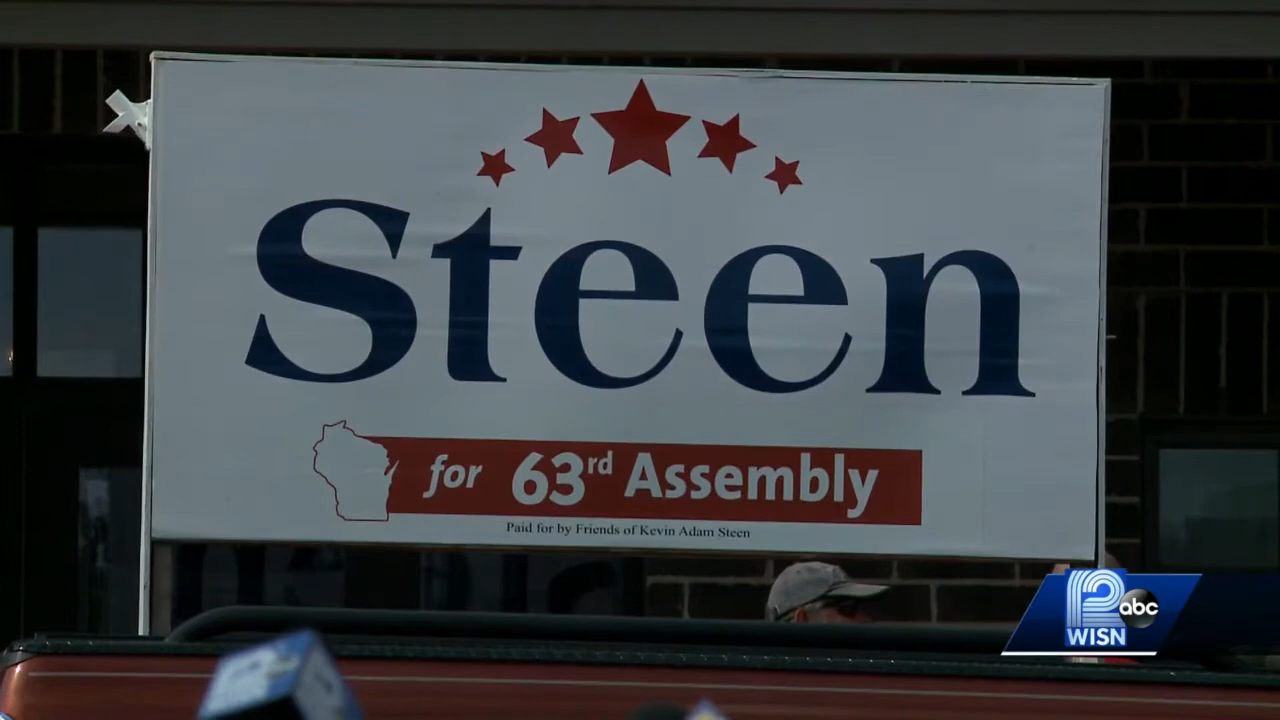 Steen
for 63rd Assembly
Paid for by Friends of Kevin Adam Steen
12
abc
WISN